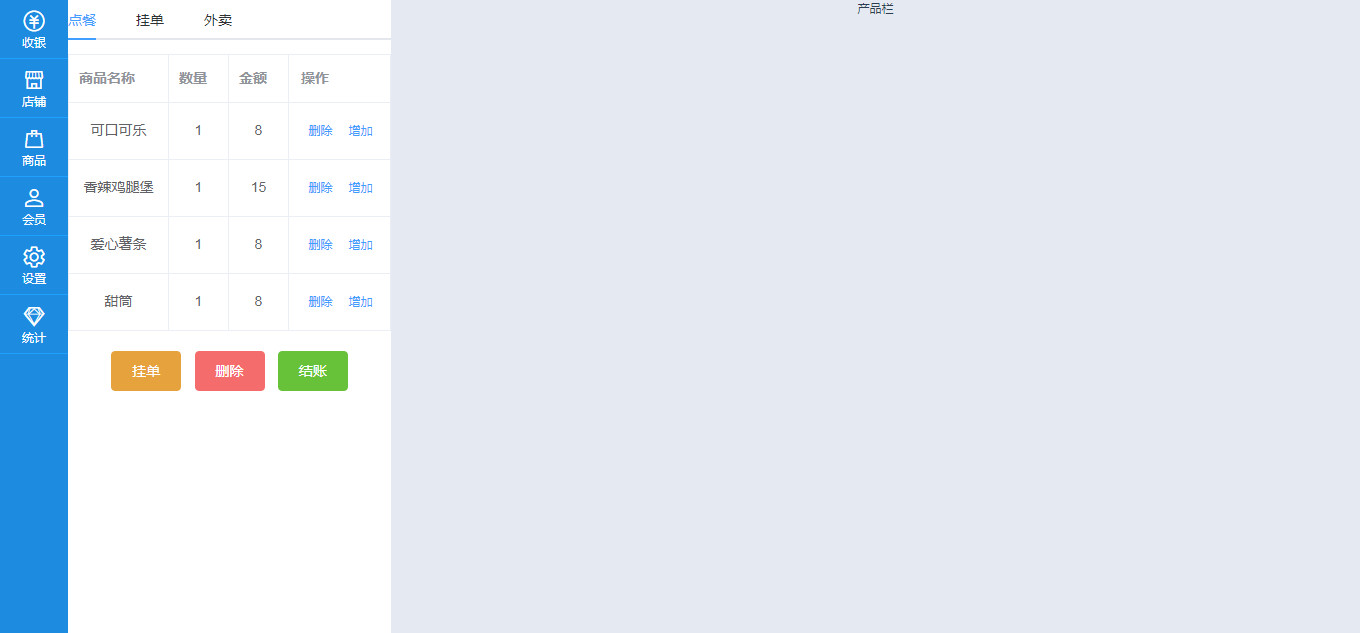 收银
店铺
商品
会员
设置
统计
点餐 挂单 外卖
商品名称 数量 金额 操作
可口可乐 1 8 删除 增加
香辣鸡腿堡 1 15 删除 增加
爱心薯条 1 8 删除 增加
甜筒 1 8 删除 增加
挂单 删除 结账
产品栏